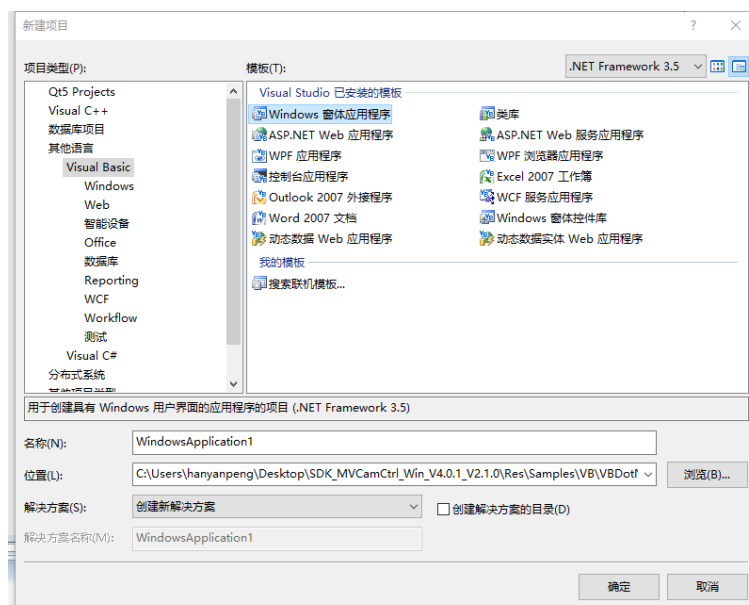 新建项目
项目类型(P):
模板(T):
.NET Framework 3.5
Qt5 Projects
Visual C++
数据库项目
其他语言
Visual Basic
Windows
Web
智能设备
Office
数据库
Reporting
WCF
Workflow
测试
Visual C#
分布式系统
其他项目类型
Visual Studio 已安装的模板
Windows 窗体应用程序
类库
ASP.NET Web 应用程序
ASP.NET Web 服务应用程序
WPF 应用程序
WPF 浏览器应用程序
控制台应用程序
Excel 2007 工作簿
Outlook 2007 外接程序
WCF 服务应用程序
Word 2007 文档
Windows 窗体控件库
动态数据 Web 应用程序
动态数据实体 Web 应用程序
我的模板
搜索联机模板...
用于创建具有 Windows 用户界面的应用程序的项目 (.NET Framework 3.5)
名称(N):
WindowsApplication1
位置(L):
C:\Users\hanyanpeng\Desktop\SDK_MVCamCtrl_Win_V4.0.1_V2.1.0\Res\Samples\VB\VBDotN
浏览(B)...
解决方案(S):
创建新解决方案
创建解决方案的目录(D)
解决方案名称(M):
WindowsApplication1
确定
取消